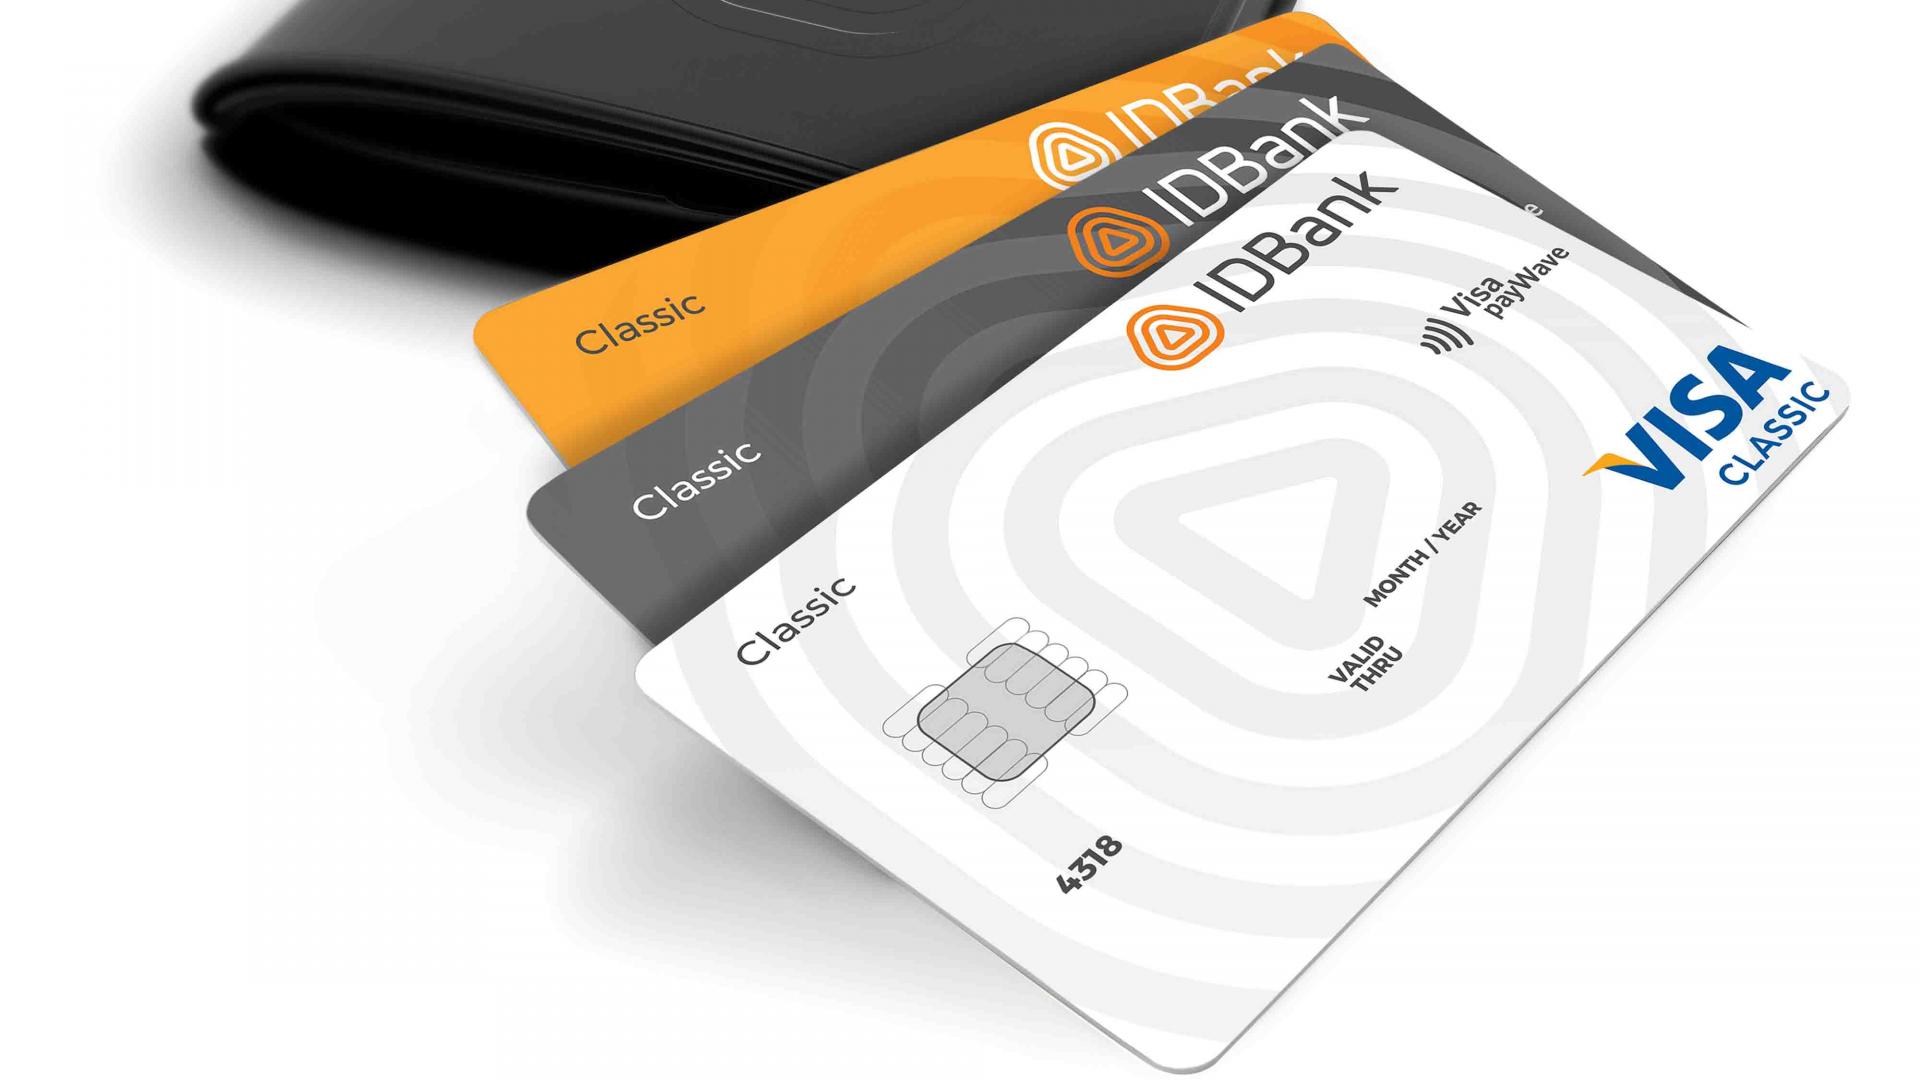 IDBank
Classic
IDBank
Classic
IDBank
Visa
payWave
VISA
CLASSIC
Classic
MONTH / YEAR
VALID
THRU
4318